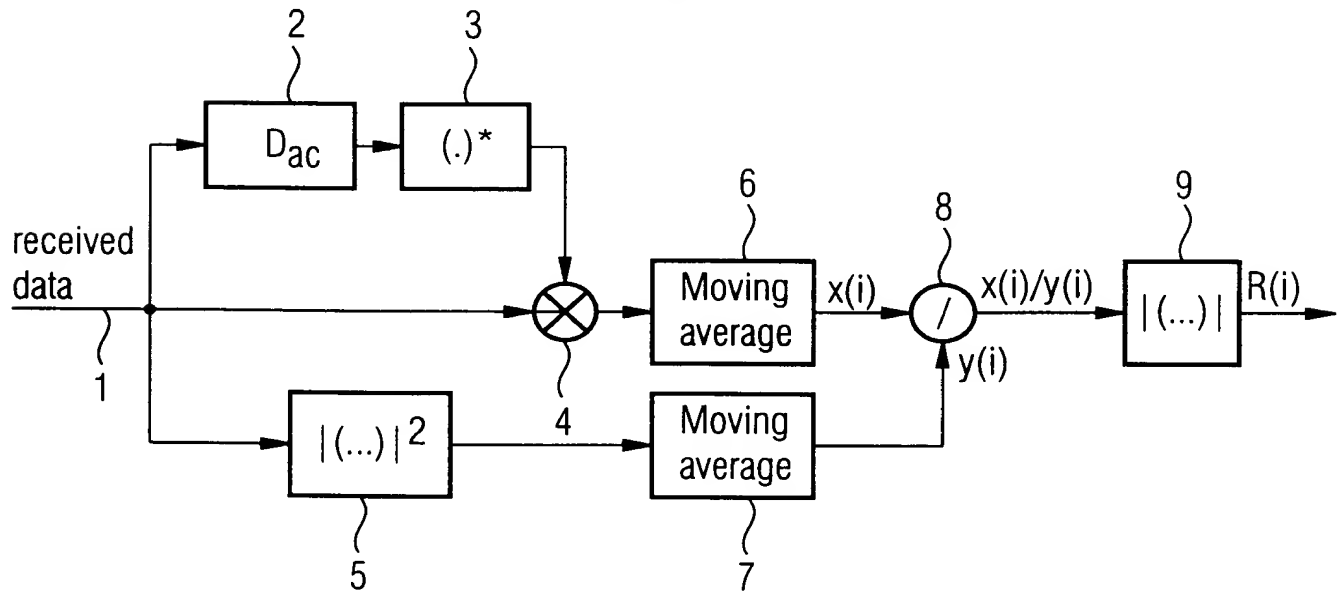 2
3
D_ac
(.)*
received
data
1
4
|(...)|²
5
6
Moving
average
x(i)
8
/
x(i)/y(i)
y(i)
9
|(...)|
R(i)
Moving
average
7